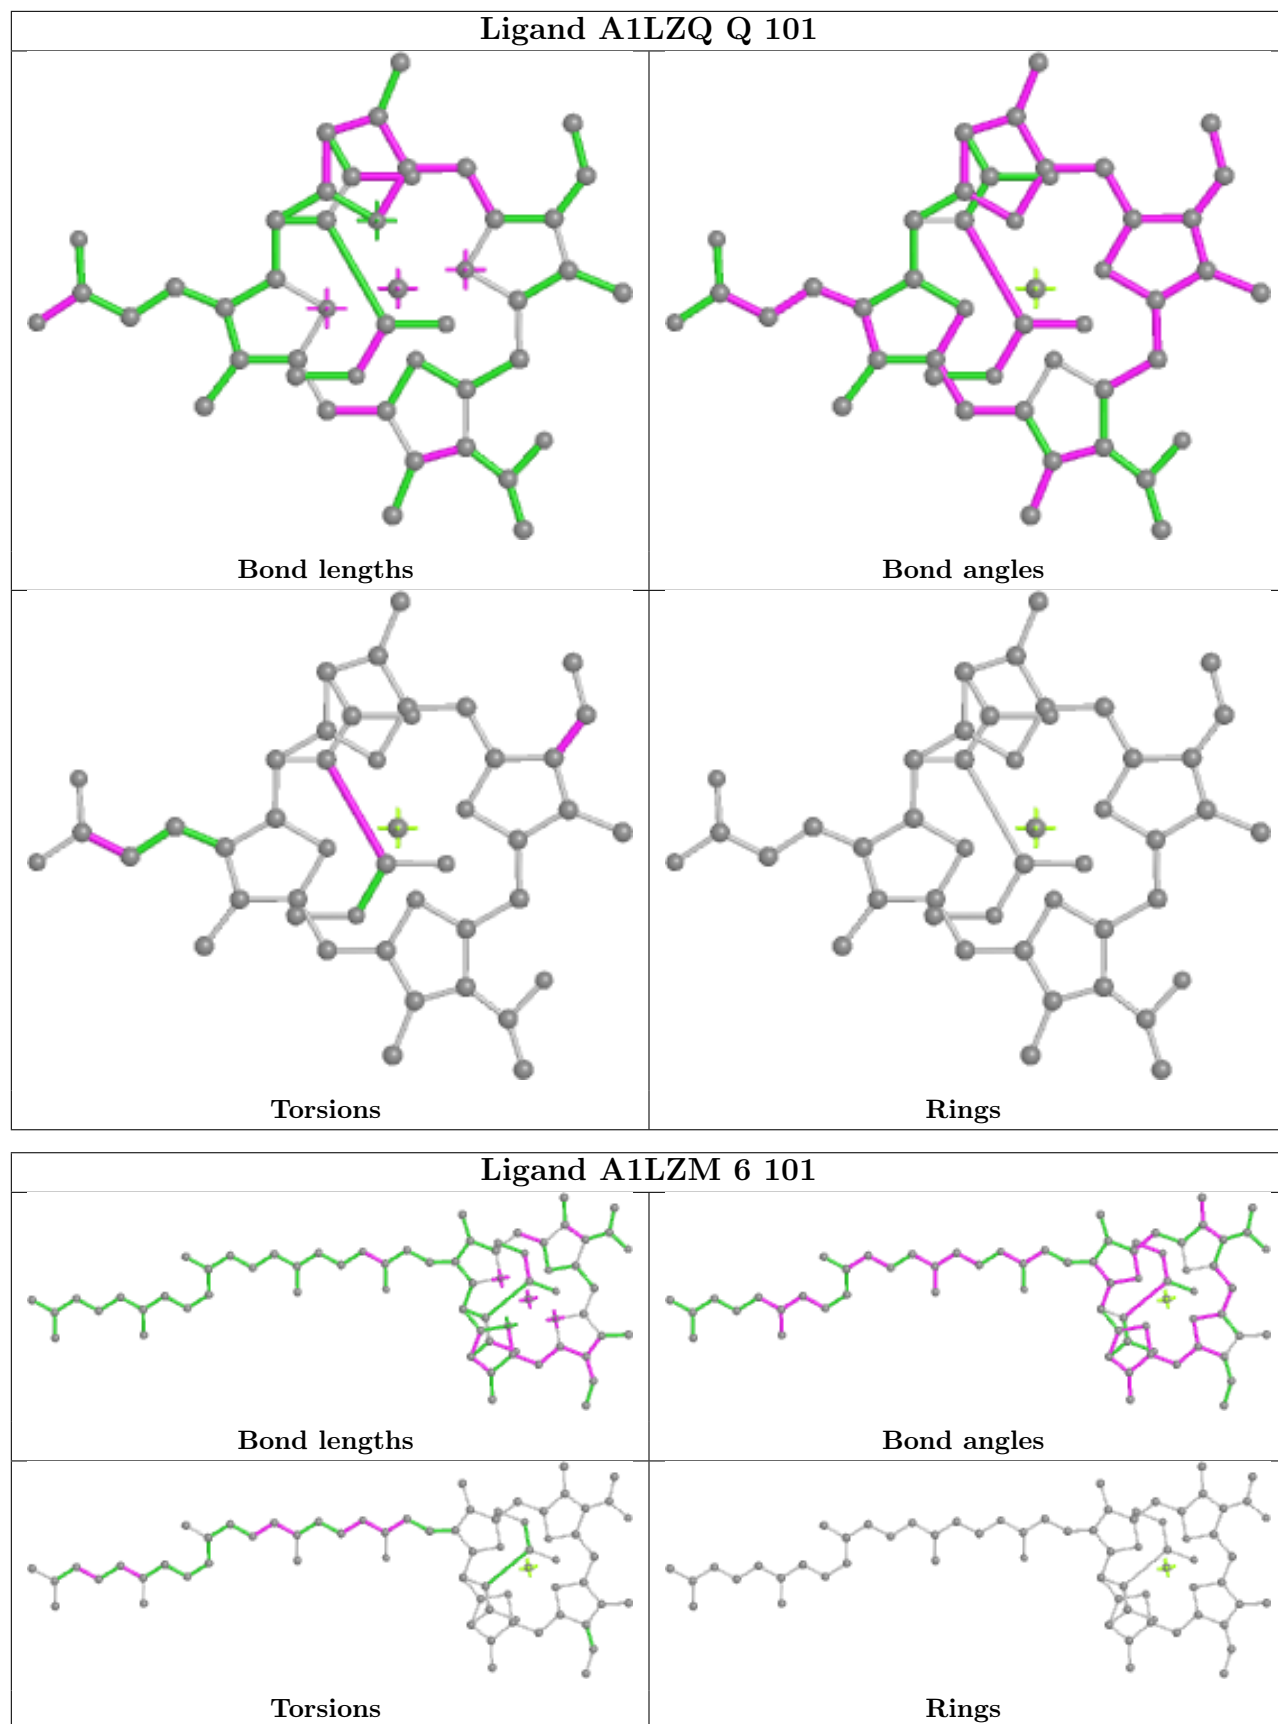 Ligand A1LZQ Q 101
Bond lengths
Bond angles
Torsions
Rings
Ligand A1LZM 6 101
Bond lengths
Bond angles
Torsions
Rings